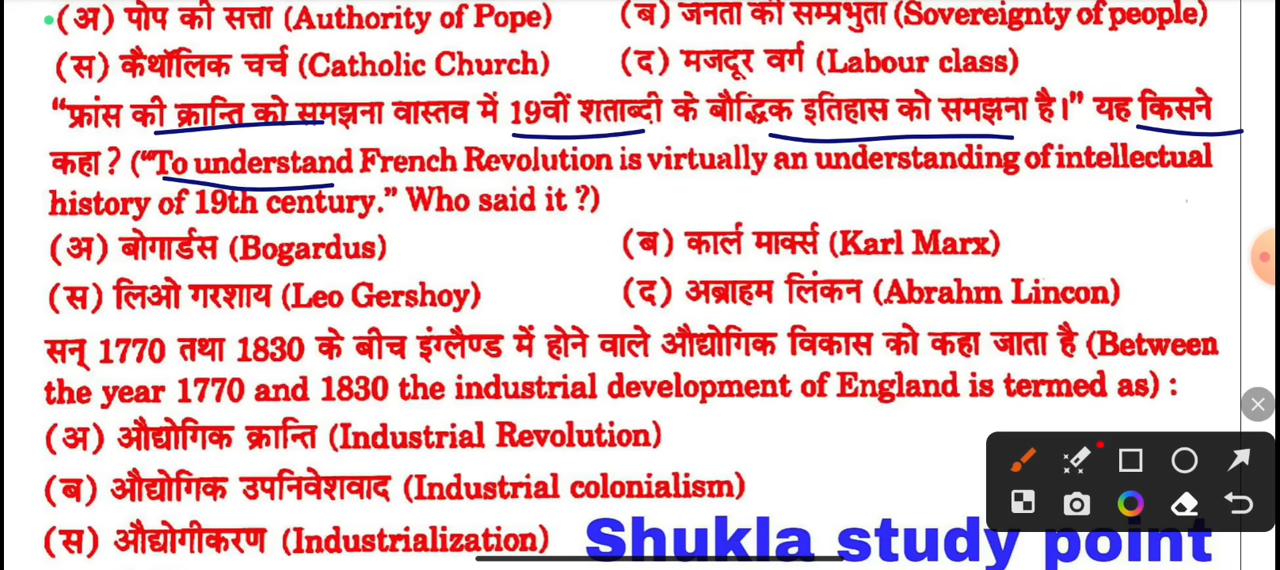 (अ) पोप की सत्ता (Authority of Pope) (ब) जनता की सम्प्रभुता (Sovereignty of people)
(स) कैथॉलिक चर्च (Catholic Church) (द) मजदूर वर्ग (Labour class)
“फ्रांस की क्रान्ति को समझना वास्तव में 19वीं शताब्दी के बौद्धिक इतिहास को समझना है।” यह किसने
कहा? (“To understand French Revolution is virtually an understanding of intellectual
history of 19th century.” Who said it ?)
(अ) बोगार्डस (Bogardus) (ब) कार्ल मार्क्स (Karl Marx)
(स) लिओ गरशाय (Leo Gershoy) (द) अब्राहम लिंकन (Abrahm Lincon)
सन् 1770 तथा 1830 के बीच इंग्लैण्ड में होने वाले औद्योगिक विकास को कहा जाता है (Between
the year 1770 and 1830 the industrial development of England is termed as) :
(अ) औद्योगिक क्रान्ति (Industrial Revolution)
(ब) औद्योगिक उपनिवेशवाद (Industrial colonialism)
(स) औद्योगीकरण (Industrialization)
Shukla study point